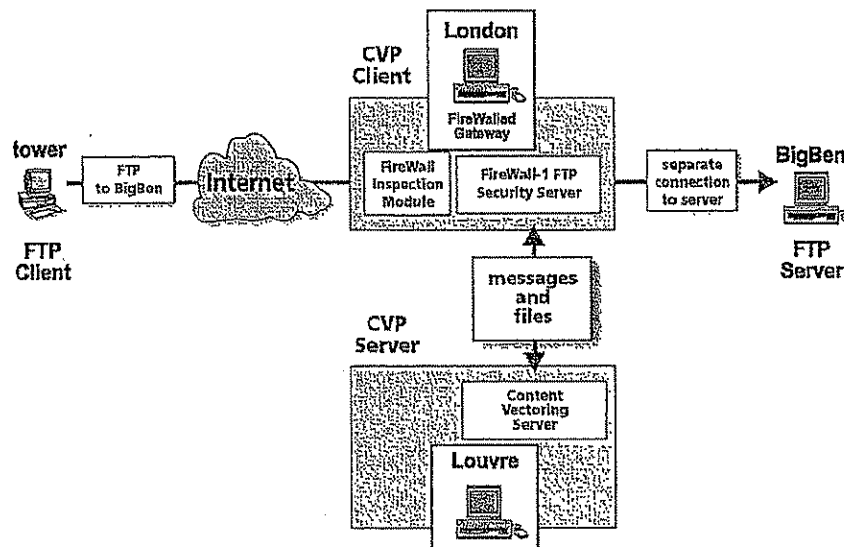 London
CVP
Client
FireWalled
Gateway
tower
FTP
to BigBen
Internet
FireWall
Inspection
Module
FireWall-1 FTP
Security Server
separate
connection
to server
BigBen
FTP
Client
FTP
Server
messages
and
files
CVP
Server
Content
Vectoring
Server
Louvre